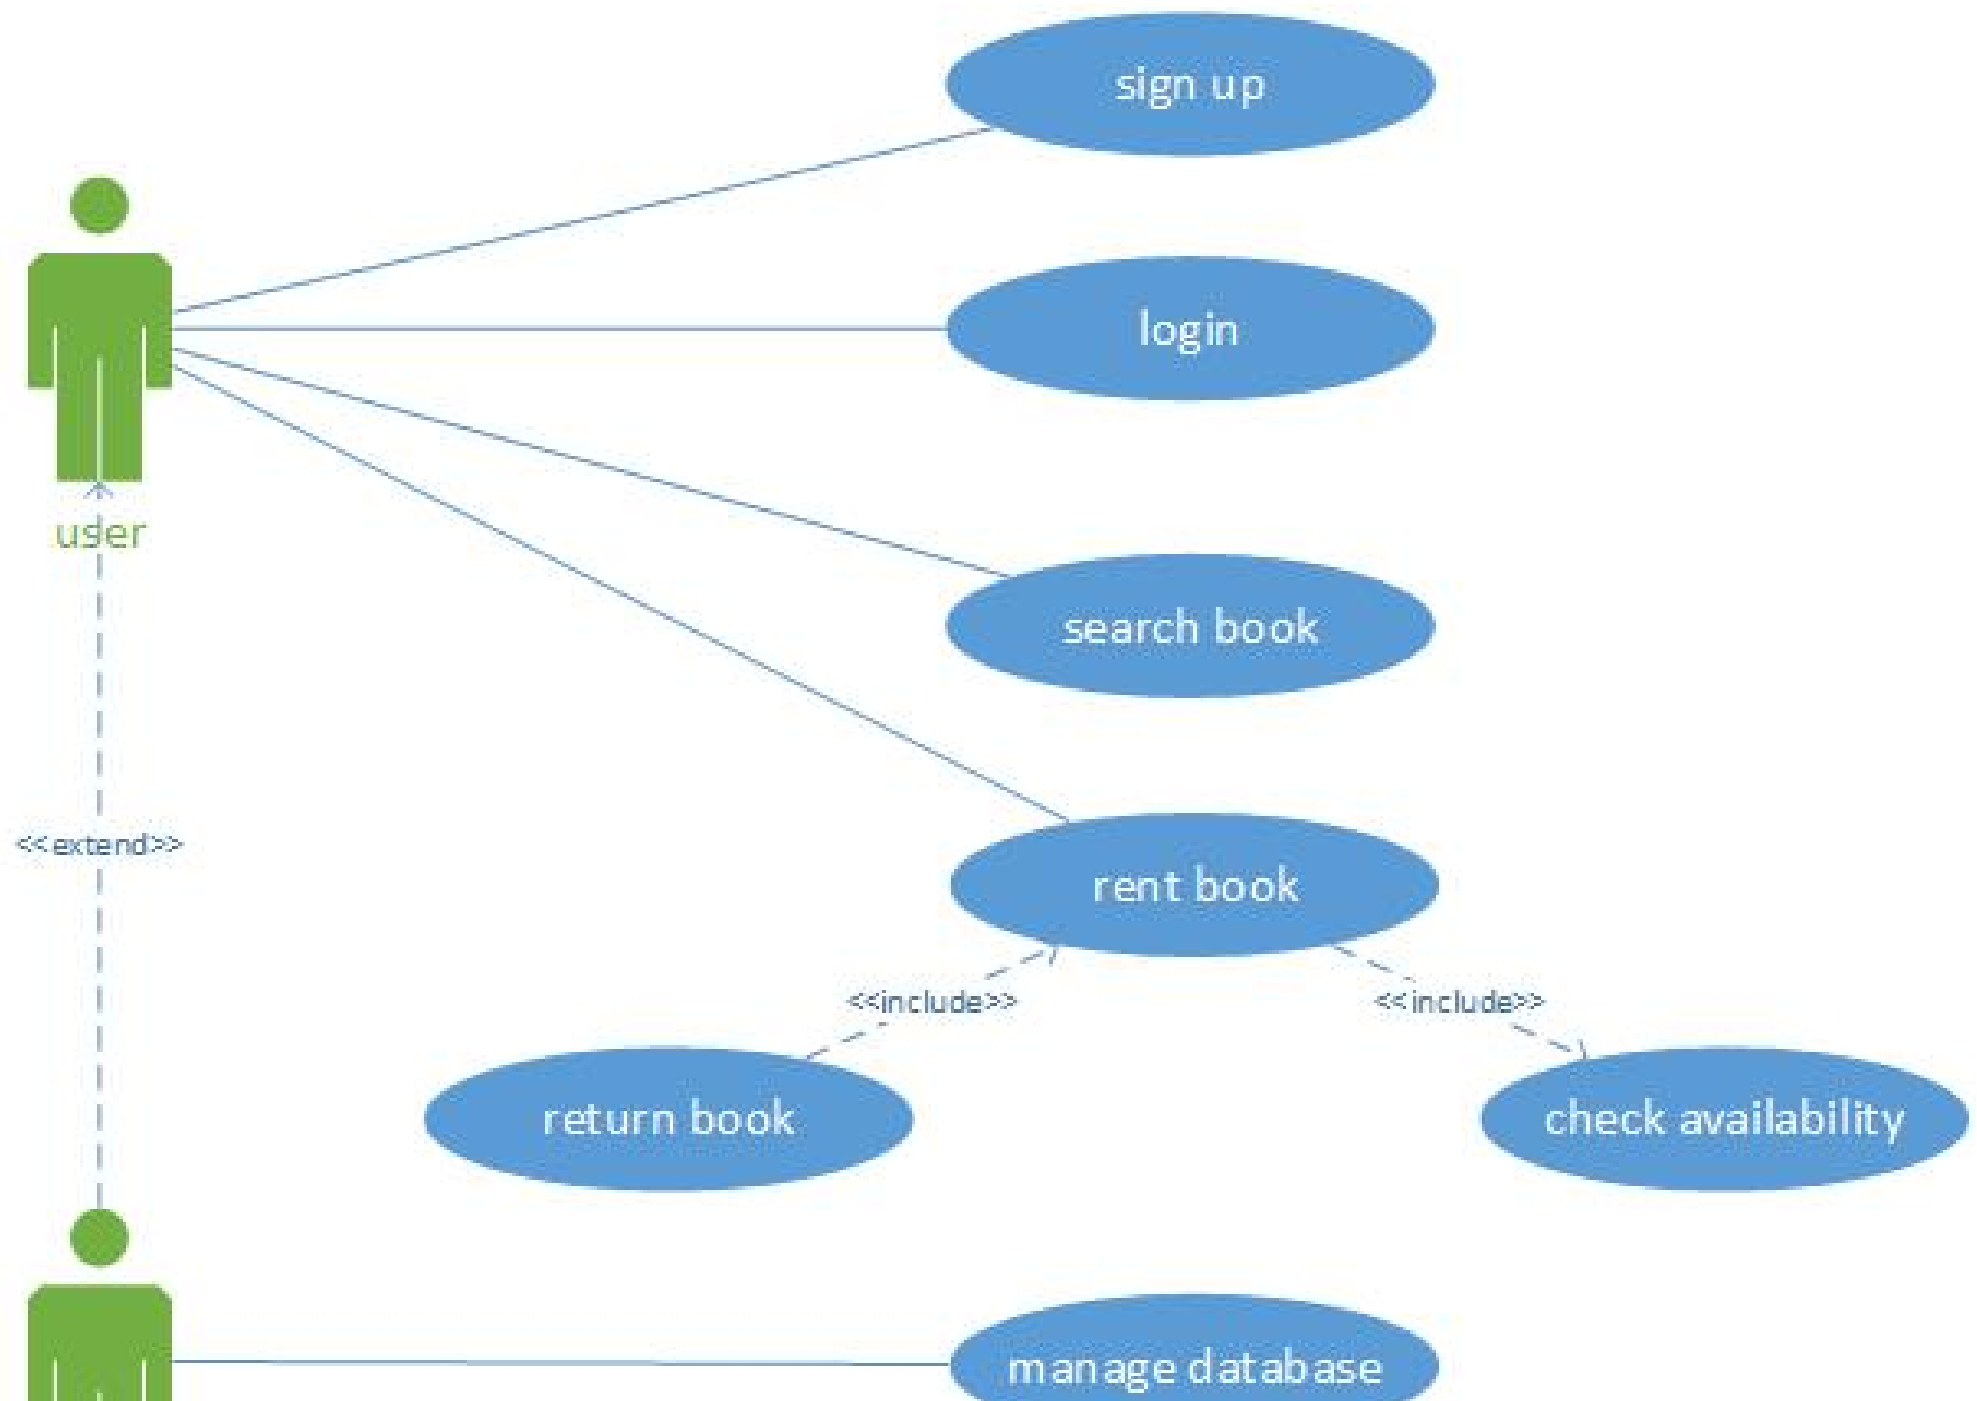 sign up
login
user
search book
<<extend>>
rent book
<<include>>
<<include>>
return book
check availability
manage database